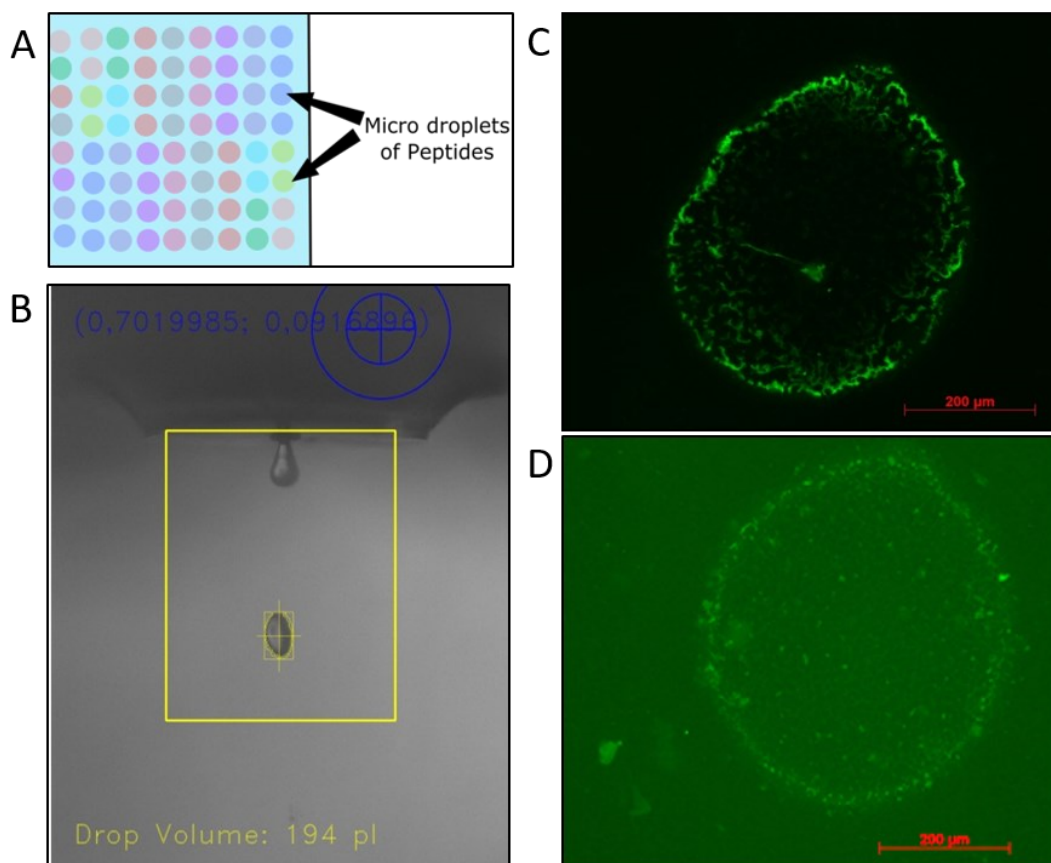 A
Micro droplets
of Peptides
B
(0,7019985; 0,0916896)
Drop Volume: 194 pl
C
200 µm
D
200 µm